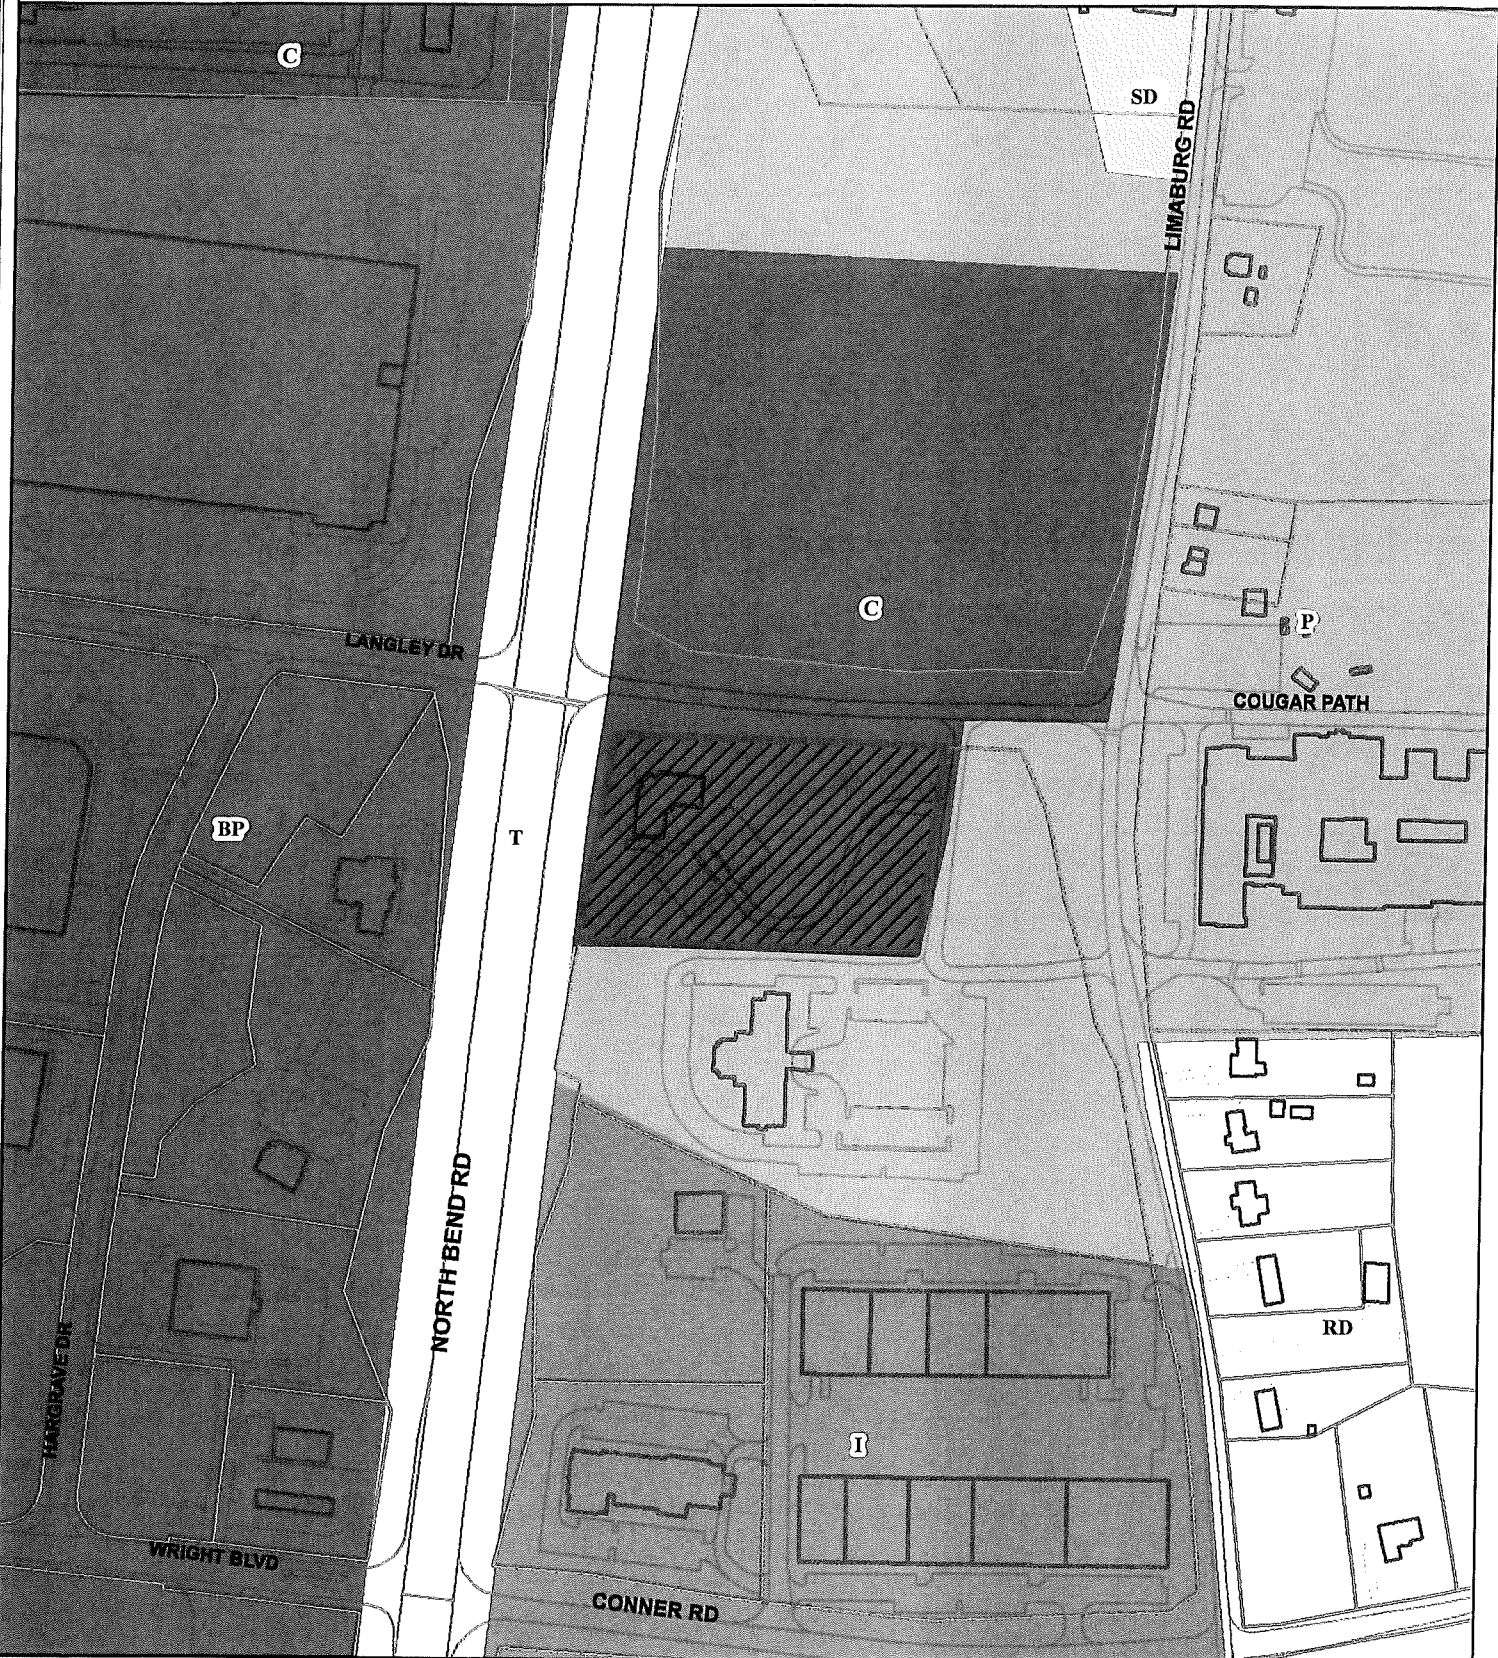 C
SD
LIMABURG RD
C
P
LANGLEY DR
COUGAR PATH
BP
T
NORTH BEND RD
RD
HARGRAVE DR
I
WRIGHT BLVD
CONNER RD